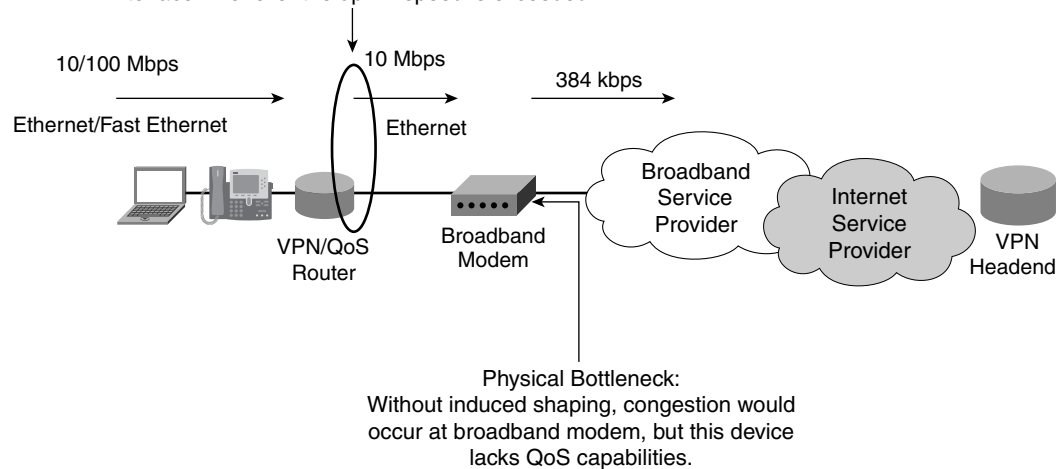 10/100 Mbps
10 Mbps
384 kbps
Ethernet/Fast Ethernet
Ethernet
Broadband
Service
Provider
Internet
Service
Provider
VPN/QoS
Router
Broadband
Modem
VPN
Headend
Physical Bottleneck:
Without induced shaping, congestion would
occur at broadband modem, but this device
lacks QoS capabilities.